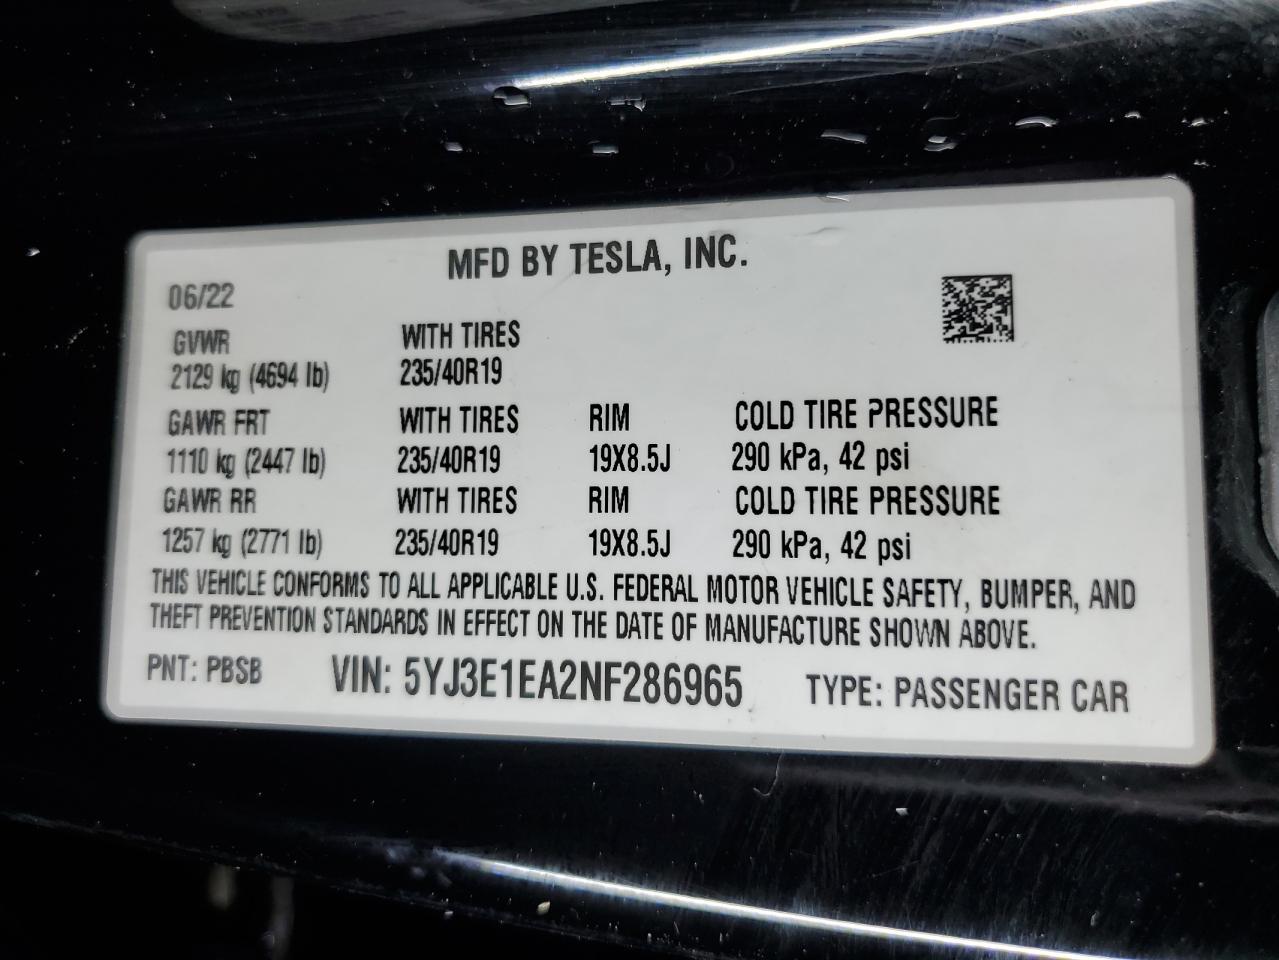 MFD BY TESLA, INC.
06/22
GVWR WITH TIRES
2129 kg (4694 lb) 235/40R19
GAWR FRT WITH TIRES RIM COLD TIRE PRESSURE
1110 kg (2447 lb) 235/40R19 19X8.5J 290 kPa, 42 psi
GAWR RR WITH TIRES RIM COLD TIRE PRESSURE
1257 kg (2771 lb) 235/40R19 19X8.5J 290 kPa, 42 psi
THIS VEHICLE CONFORMS TO ALL APPLICABLE U.S. FEDERAL MOTOR VEHICLE SAFETY, BUMPER, AND
THEFT PREVENTION STANDARDS IN EFFECT ON THE DATE OF MANUFACTURE SHOWN ABOVE.
PNT: PBSB VIN: 5YJ3E1EA2NF286965 TYPE: PASSENGER CAR